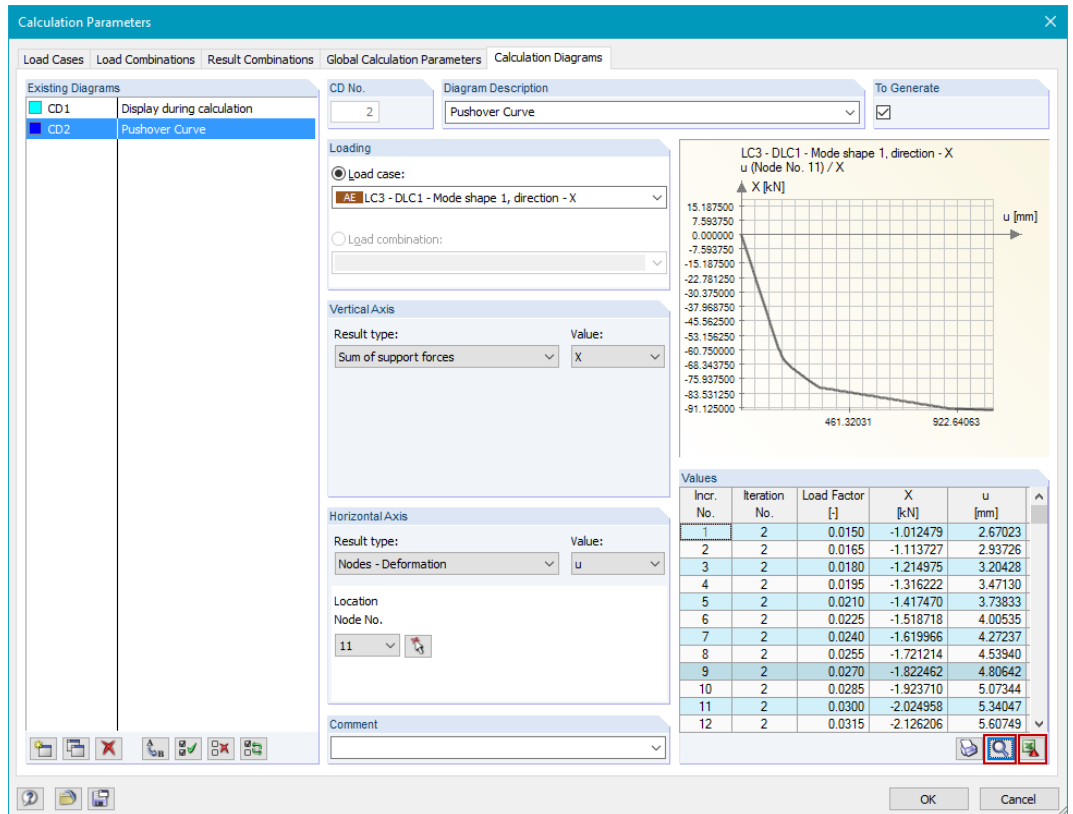 Calculation Parameters
Load Cases Load Combinations Result Combinations Global Calculation Parameters Calculation Diagrams
Existing Diagrams
CD1 Display during calculation
CD2 Pushover Curve
CD No.
2
Diagram Description
Pushover Curve
To Generate
Loading
Load case:
AE LC3 - DLC1 - Mode shape 1, direction - X
Load combination:
Vertical Axis
Result type: Value:
Sum of support forces X
Horizontal Axis
Result type: Value:
Nodes - Deformation u
Location
Node No.
11
Comment
LC3 - DLC1 - Mode shape 1, direction - X
u (Node No. 11) / X
X [kN]
u [mm]
15.187500
7.593750
0.000000
-7.593750
-15.187500
-22.781250
-30.375000
-37.968750
-45.562500
-53.156250
-60.750000
-68.343750
-75.937500
-83.531250
-91.125000
461.32031 922.64063
Values
Incr. Iteration Load Factor X u
No. No. [-] [kN] [mm]
1 2 0.0150 -1.012479 2.67023
2 2 0.0165 -1.113727 2.93726
3 2 0.0180 -1.214975 3.20428
4 2 0.0195 -1.316222 3.47130
5 2 0.0210 -1.417470 3.73833
6 2 0.0225 -1.518718 4.00535
7 2 0.0240 -1.619966 4.27237
8 2 0.0255 -1.721214 4.53940
9 2 0.0270 -1.822462 4.80642
10 2 0.0285 -1.923710 5.07344
11 2 0.0300 -2.024958 5.34047
12 2 0.0315 -2.126206 5.60749
OK Cancel